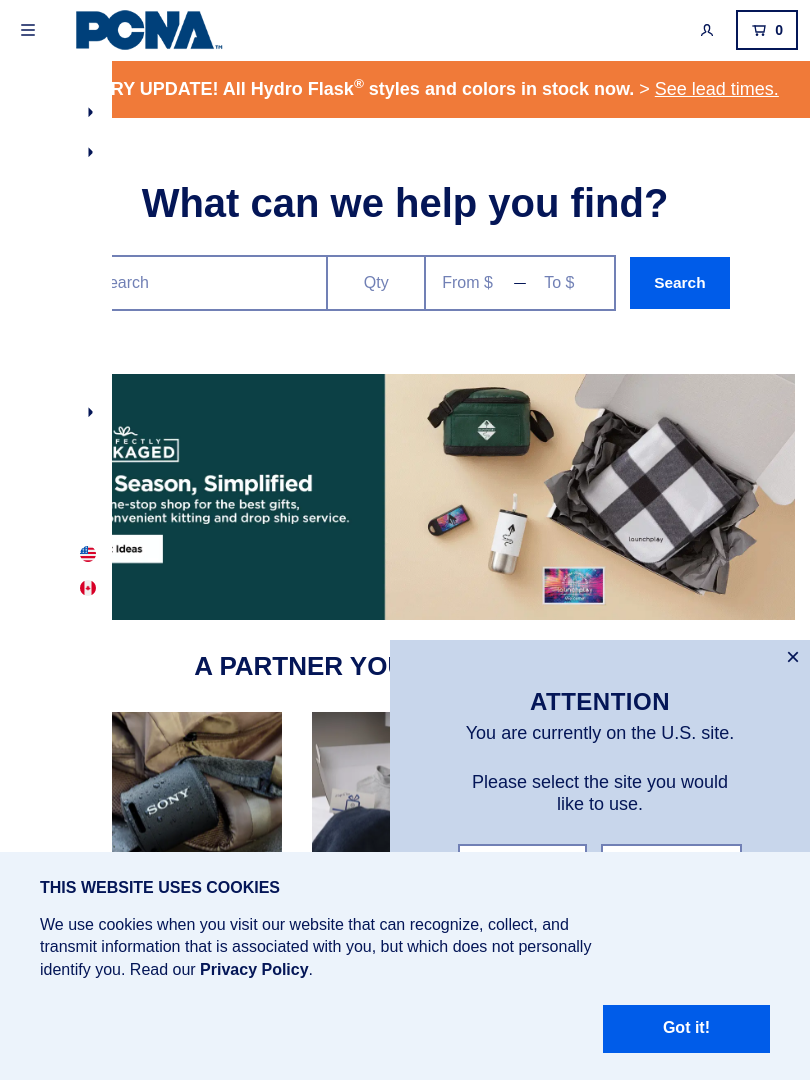 PCNA™
0
RY UPDATE! All Hydro Flask® styles and colors in stock now. > See lead times.
What can we help you find?
earch
Qty
From $ — To $
Search
FECTLY
KAGED
Season, Simplified
ne-stop shop for the best gifts,
onvenient kitting and drop ship service.
t Ideas
launchplay
launchplay
A PARTNER YOU
SONY
ATTENTION
You are currently on the U.S. site.
Please select the site you would
like to use.
THIS WEBSITE USES COOKIES
We use cookies when you visit our website that can recognize, collect, and
transmit information that is associated with you, but which does not personally
identify you. Read our Privacy Policy.
Got it!